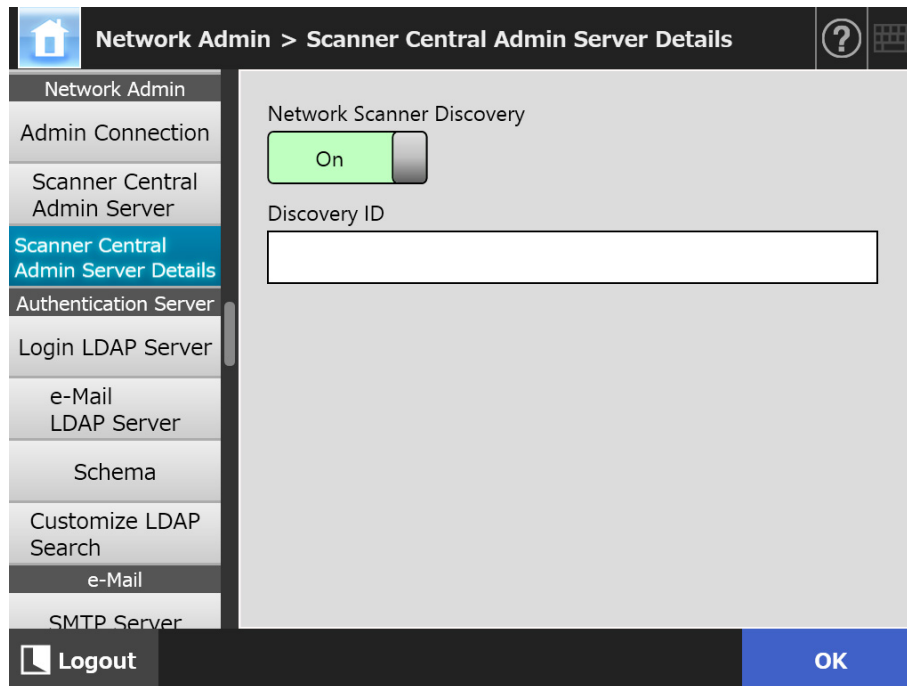 Network Admin > Scanner Central Admin Server Details
?
Network Admin
Admin Connection
Scanner Central
Admin Server
Scanner Central
Admin Server Details
Authentication Server
Login LDAP Server
e-Mail
LDAP Server
Schema
Customize LDAP
Search
e-Mail
SMTP Server
Network Scanner Discovery
On
Discovery ID
Logout
OK